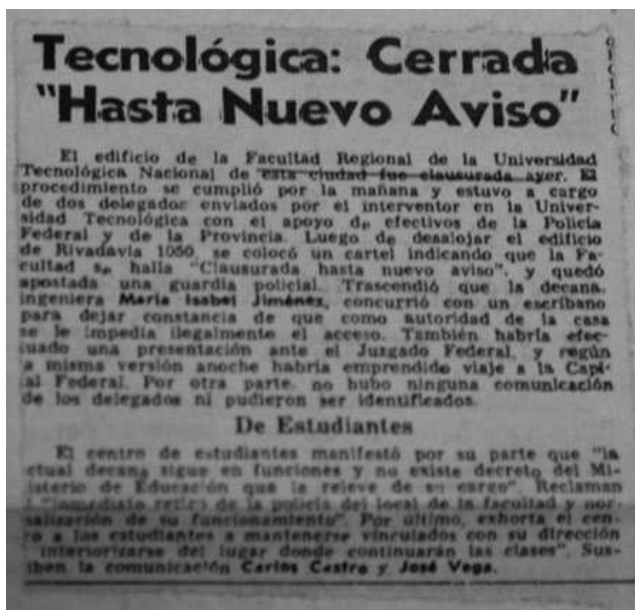 Tecnológica: Cerrada
"Hasta Nuevo Aviso"
El edificio de la Facultad Regional de la Universidad
Tecnológica Nacional de esta ciudad fue clausurada ayer. El
procedimiento se cumplió por la mañana y estuvo a cargo
de dos delegador enviados por el interventor en la Univer-
sidad Tecnológica con el apoyo de efectivos de la Policía
Federal y de la Provincia. Luego de desalojar el edificio
de Rivadavia 1050, se colocó un cartel indicando que la Fa-
cultad se halla "Clausurada hasta nuevo aviso", y quedó
apostada una guardia policial. Trascendió que la decana,
ingeniera María Isabel Jiménez, concurrió con un escribano
para dejar constancia de que como autoridad de la casa
se le impedía ilegalmente el acceso. También habría efec-
uado una presentación ante el Juzgado Federal, y regún
a misma versión anoche habría emprendido viaje a la Capi-
al Federal. Por otra parte, no hubo ninguna comunicación
de los delegados ni pudieron ser identificados.
De Estudiantes
El centro de estudiantes manifestó por su parte que "la
ctual decana sigue en funciones y no existe decreto del Mi-
isterio de Educación que la releve de su cargo". Reclaman
"inmediato retiro de la policía del local de la facultad y nor-
alización de su funcionamiento". Por último, exhorta el cen-
ro a los estudiantes a mantenerse vinculados con su dirección
interiorizarse del lugar donde continuarán las clases". Sus-
iben la comunicación Carlos Castro y José Vega.